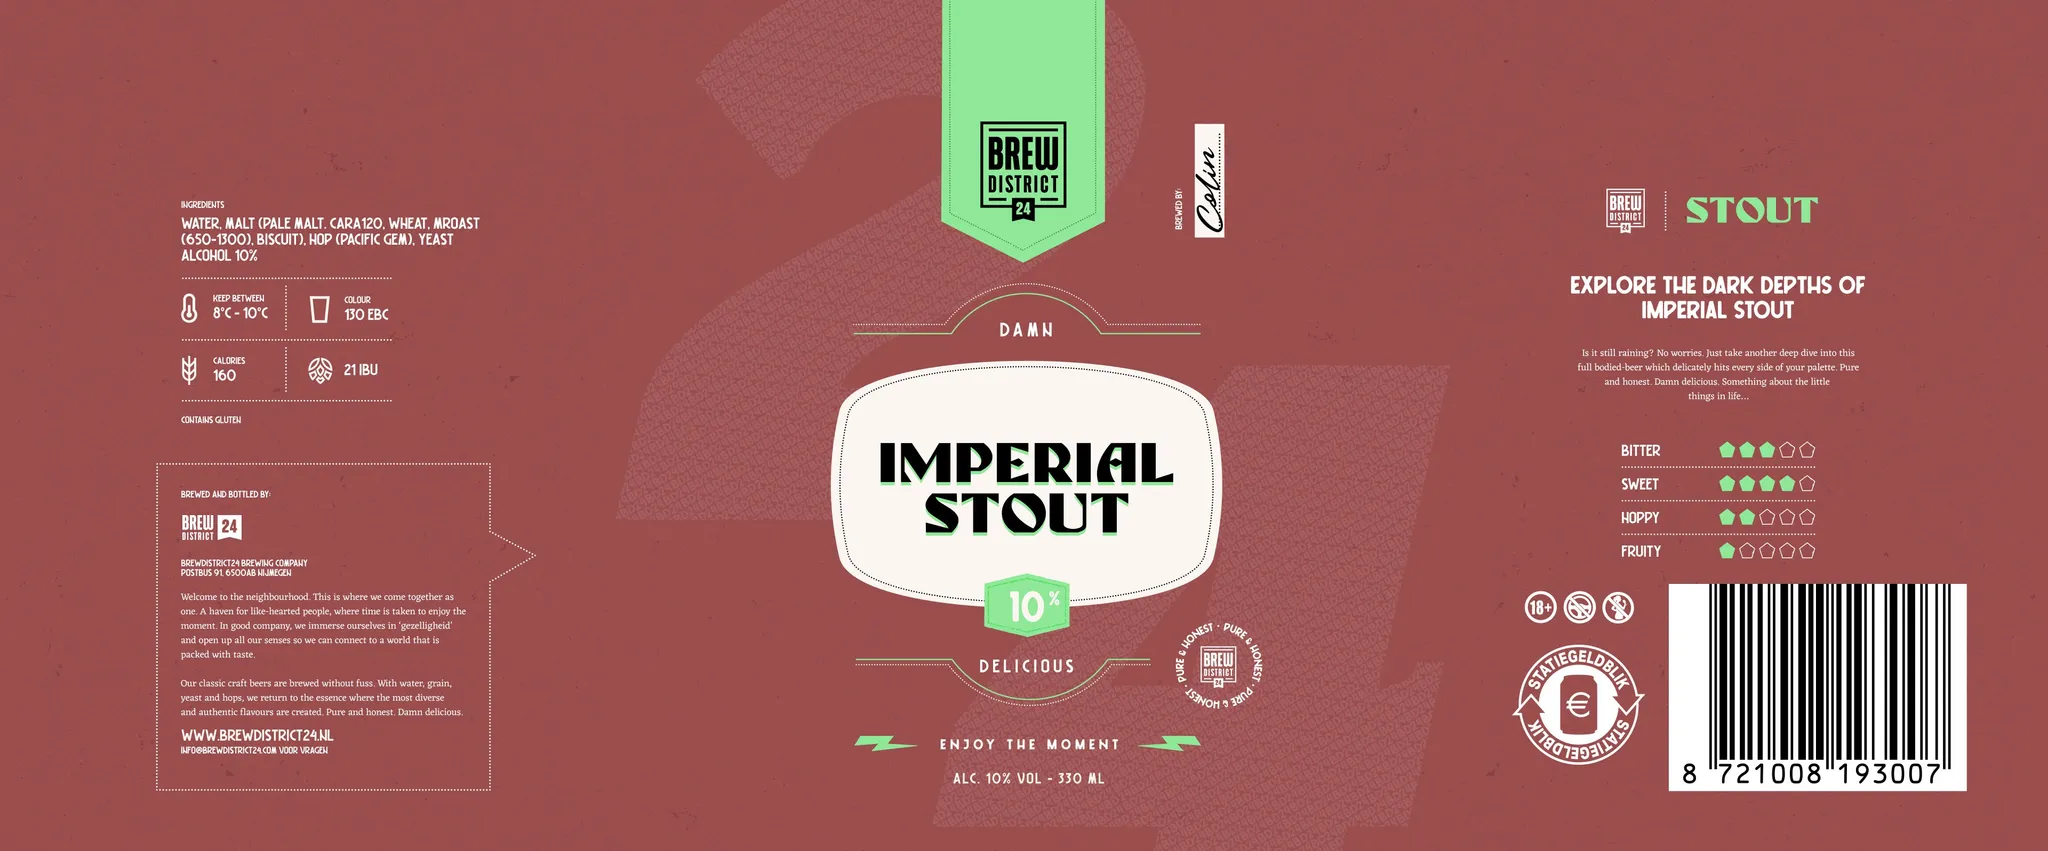 INGREDIENTS
WATER, MALT (PALE MALT. CARA120, WHEAT, MROAST
(650-1300), BISCUIT), HOP (PACIFIC GEM), YEAST
ALCOHOL 10%
KEEP BETWEEN
8°C - 10°C
COLOUR
130 EBC
CALORIES
160
21 IBU
CONTAINS GLUTEN
BREWED AND BOTTLED BY:
BREW
DISTRICT
24
BREWDISTRICT24 BREWING COMPANY
POSTBUS 91, 6500AB NIJMEGEN
Welcome to the neighbourhood. This is where we come together as
one. A haven for like-hearted people, where time is taken to enjoy the
moment. In good company, we immerse ourselves in 'gezelligheid'
and open up all our senses so we can connect to a world that is
packed with taste.
Our classic craft beers are brewed without fuss. With water, grain,
yeast and hops, we return to the essence where the most diverse
and authentic flavours are created. Pure and honest. Damn delicious.
WWW.BREWDISTRICT24.NL
INFO@BREWDISTRICT24.COM VOOR VRAGEN
24
BREW
DISTRICT
24
BREWED BY:
Colin
DAMN
IMPERIAL
STOUT
10%
DELICIOUS
PURE & HONEST · PURE & HONEST · PURE & HONEST ·
BREW
DISTRICT
24
ENJOY THE MOMENT
ALC. 10% VOL - 330 ML
BREW
DISTRICT
24
STOUT
EXPLORE THE DARK DEPTHS OF
IMPERIAL STOUT
Is it still raining? No worries. Just take another deep dive into this
full bodied-beer which delicately hits every side of your palette. Pure
and honest. Damn delicious. Something about the little
things in life...
BITTER
SWEET
HOPPY
FRUITY
18+
STATIEGELDBLIK
€
STATIEGELDBLIK
8 721008 193007